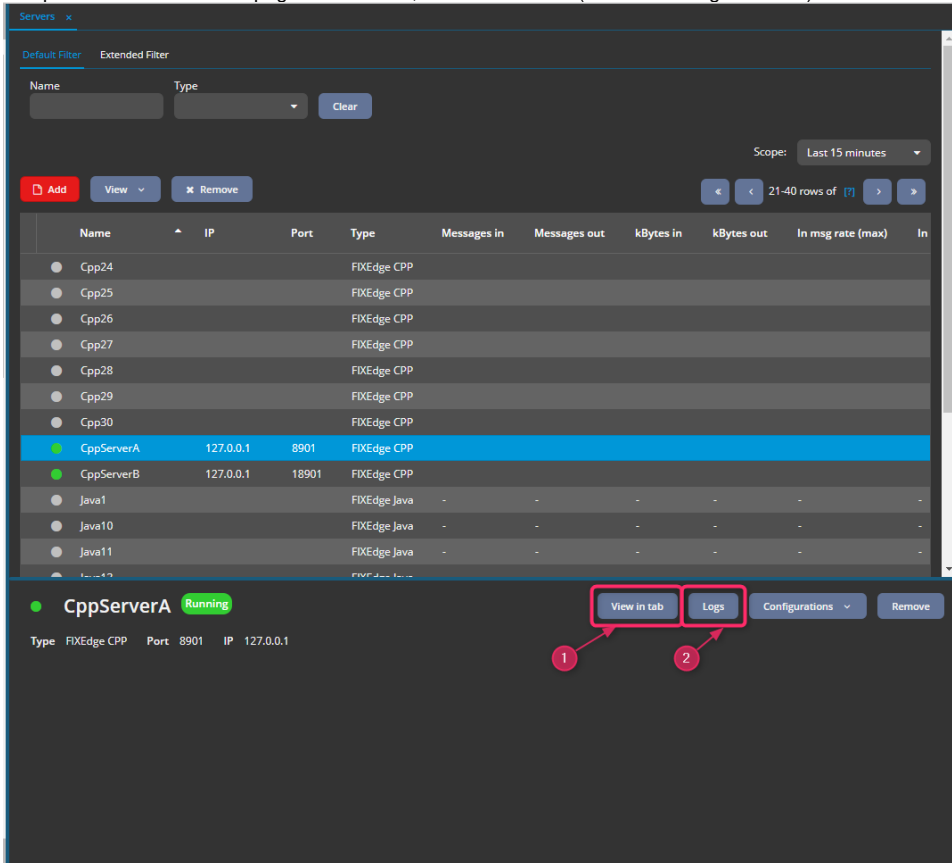 Servers ×
Default Filter Extended Filter
Name Type
Clear
Scope: Last 15 minutes
Add View Remove « ‹ 21-40 rows of [?] › »
Name IP Port Type Messages in Messages out kBytes in kBytes out In msg rate (max) In
Cpp24 FIXEdge CPP
Cpp25 FIXEdge CPP
Cpp26 FIXEdge CPP
Cpp27 FIXEdge CPP
Cpp28 FIXEdge CPP
Cpp29 FIXEdge CPP
Cpp30 FIXEdge CPP
CppServerA 127.0.0.1 8901 FIXEdge CPP
CppServerB 127.0.0.1 18901 FIXEdge CPP
Java1 FIXEdge Java - - - - - -
Java10 FIXEdge Java - - - - - -
Java11 FIXEdge Java - - - - - -
CppServerA Running View in tab Logs Configurations Remove
Type FIXEdge CPP Port 8901 IP 127.0.0.1
1 2